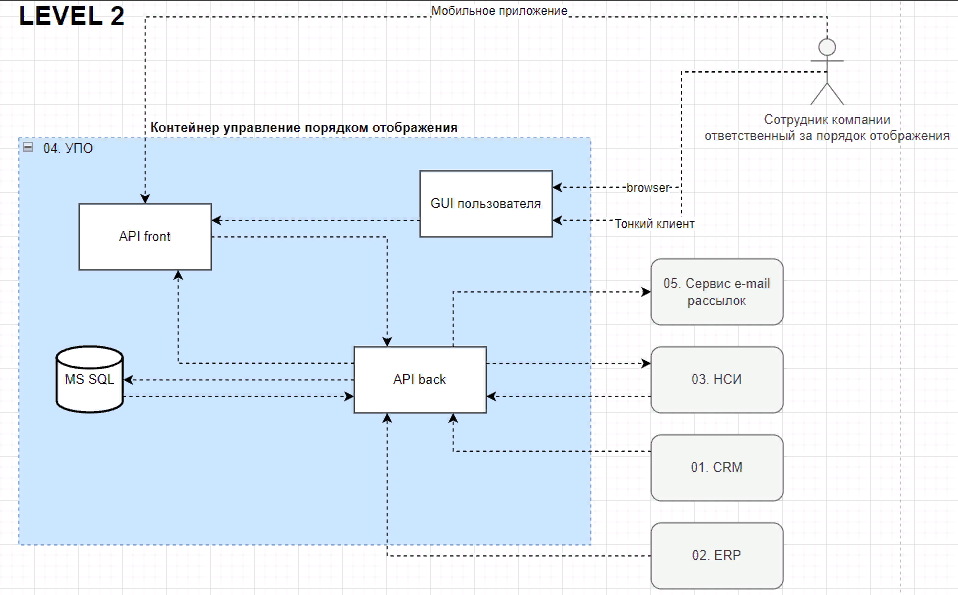 LEVEL 2
Мобильное приложение
Сотрудник компании
ответственный за порядок отображения
Контейнер управление порядком отображения
04. УПО
GUI пользователя
browser
Тонкий клиент
API front
05. Сервис e-mail
рассылок
MS SQL
API back
03. НСИ
01. CRM
02. ERP